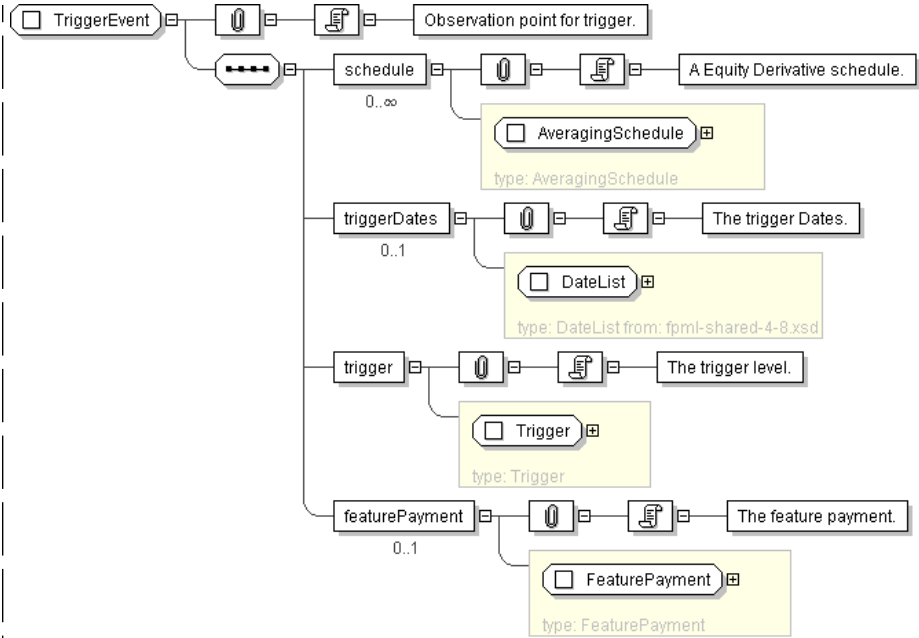 TriggerEvent
Observation point for trigger.
schedule
A Equity Derivative schedule.
0..∞
AveragingSchedule
type: AveragingSchedule
triggerDates
The trigger Dates.
0..1
DateList
type: DateList from: fpml-shared-4-8.xsd
trigger
The trigger level.
Trigger
type: Trigger
featurePayment
The feature payment.
0..1
FeaturePayment
type: FeaturePayment